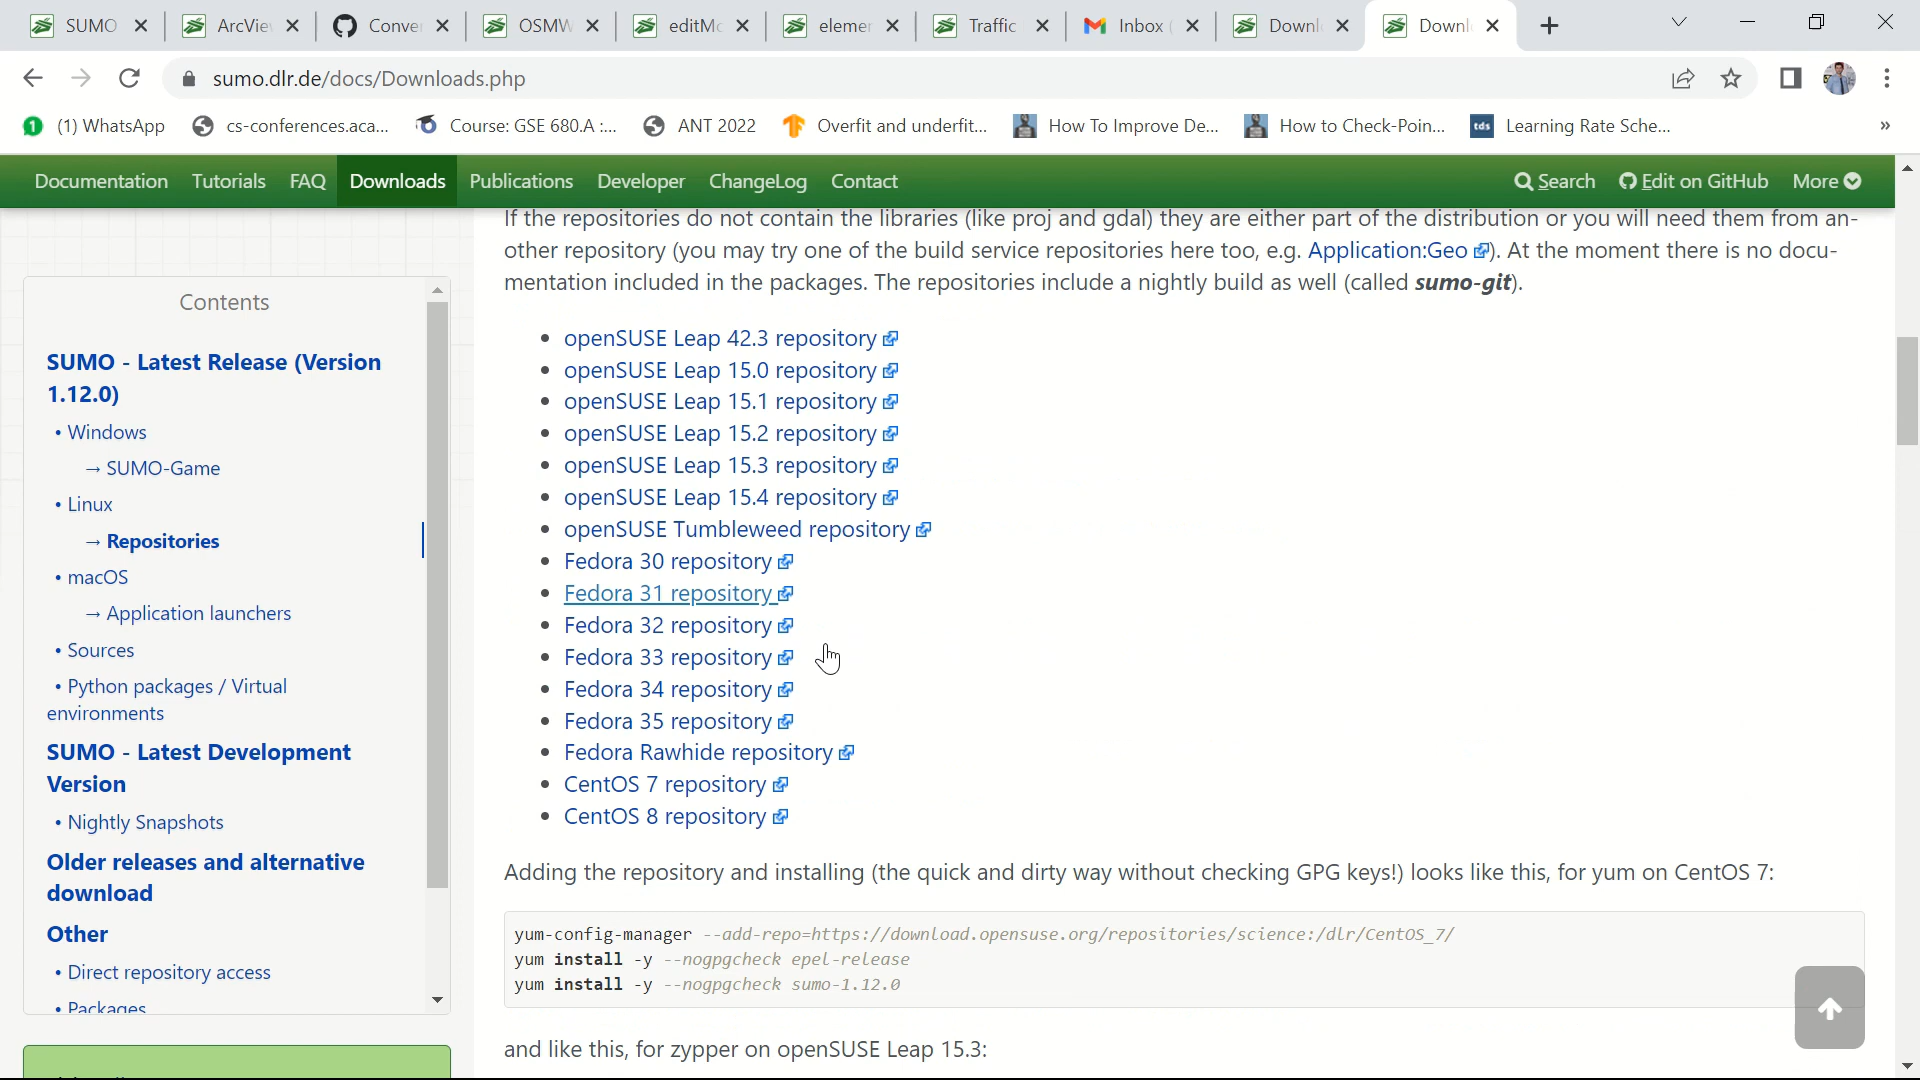 SUMO ArcVie Conve OSMW editMo elemer Traffic Inbox ( Downl Downl
sumo.dlr.de/docs/Downloads.php
1 (1) WhatsApp cs-conferences.aca... Course: GSE 680.A :... ANT 2022 Overfit and underfit... How To Improve De... How to Check-Poin... tds Learning Rate Sche... »
Documentation Tutorials FAQ Downloads Publications Developer ChangeLog Contact Search Edit on GitHub More
If the repositories do not contain the libraries (like proj and gdal) they are either part of the distribution or you will need them from an-
other repository (you may try one of the build service repositories here too, e.g. Application:Geo). At the moment there is no docu-
mentation included in the packages. The repositories include a nightly build as well (called sumo-git).
Contents
SUMO - Latest Release (Version
1.12.0)
• Windows
→ SUMO-Game
• Linux
→ Repositories
• macOS
→ Application launchers
• Sources
• Python packages / Virtual
environments
SUMO - Latest Development
Version
• Nightly Snapshots
Older releases and alternative
download
Other
• Direct repository access
• Packages
• openSUSE Leap 42.3 repository
• openSUSE Leap 15.0 repository
• openSUSE Leap 15.1 repository
• openSUSE Leap 15.2 repository
• openSUSE Leap 15.3 repository
• openSUSE Leap 15.4 repository
• openSUSE Tumbleweed repository
• Fedora 30 repository
• Fedora 31 repository
• Fedora 32 repository
• Fedora 33 repository
• Fedora 34 repository
• Fedora 35 repository
• Fedora Rawhide repository
• CentOS 7 repository
• CentOS 8 repository
Adding the repository and installing (the quick and dirty way without checking GPG keys!) looks like this, for yum on CentOS 7:
yum-config-manager --add-repo=https://download.opensuse.org/repositories/science:/dlr/CentOS_7/
yum install -y --nogpgcheck epel-release
yum install -y --nogpgcheck sumo-1.12.0
and like this, for zypper on openSUSE Leap 15.3: